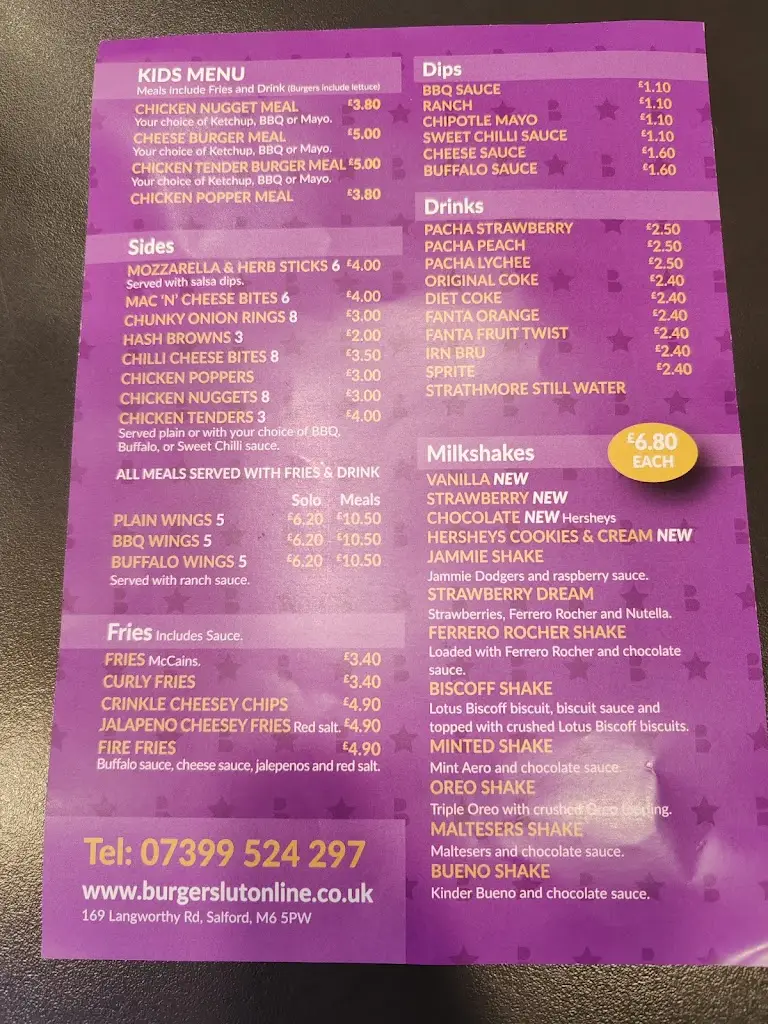 KIDS MENU
Meals include Fries and Drink (Burgers include lettuce)
CHICKEN NUGGET MEAL £3.80
Your choice of Ketchup, BBQ or Mayo.
CHEESE BURGER MEAL £5.00
Your choice of Ketchup, BBQ or Mayo.
CHICKEN TENDER BURGER MEAL £5.00
Your choice of Ketchup, BBQ or Mayo.
CHICKEN POPPER MEAL £3.80
Sides
MOZZARELLA & HERB STICKS 6 £4.00
Served with salsa dips.
MAC 'N' CHEESE BITES 6 £4.00
CHUNKY ONION RINGS 8 £3.00
HASH BROWNS 3 £2.00
CHILLI CHEESE BITES 8 £3.50
CHICKEN POPPERS £3.00
CHICKEN NUGGETS 8 £3.00
CHICKEN TENDERS 3 £4.00
Served plain or with your choice of BBQ,
Buffalo, or Sweet Chilli sauce.
ALL MEALS SERVED WITH FRIES & DRINK
Solo Meals
PLAIN WINGS 5 £6.20 £10.50
BBQ WINGS 5 £6.20 £10.50
BUFFALO WINGS 5 £6.20 £10.50
Served with ranch sauce.
Fries Includes Sauce.
FRIES McCains. £3.40
CURLY FRIES £3.40
CRINKLE CHEESEY CHIPS £4.90
JALAPENO CHEESEY FRIES Red salt. £4.90
FIRE FRIES £4.90
Buffalo sauce, cheese sauce, jalepenos and red salt.
Tel: 07399 524 297
www.burgerslutonline.co.uk
169 Langworthy Rd, Salford, M6 5PW
Dips
BBQ SAUCE £1.10
RANCH £1.10
CHIPOTLE MAYO £1.10
SWEET CHILLI SAUCE £1.10
CHEESE SAUCE £1.60
BUFFALO SAUCE £1.60
Drinks
PACHA STRAWBERRY £2.50
PACHA PEACH £2.50
PACHA LYCHEE £2.50
ORIGINAL COKE £2.40
DIET COKE £2.40
FANTA ORANGE £2.40
FANTA FRUIT TWIST £2.40
IRN BRU £2.40
SPRITE £2.40
STRATHMORE STILL WATER
Milkshakes
£6.80
EACH
VANILLA NEW
STRAWBERRY NEW
CHOCOLATE NEW Hersheys
HERSHEYS COOKIES & CREAM NEW
JAMMIE SHAKE
Jammie Dodgers and raspberry sauce.
STRAWBERRY DREAM
Strawberries, Ferrero Rocher and Nutella.
FERRERO ROCHER SHAKE
Loaded with Ferrero Rocher and chocolate
sauce.
BISCOFF SHAKE
Lotus Biscoff biscuit, biscuit sauce and
topped with crushed Lotus Biscoff biscuits.
MINTED SHAKE
Mint Aero and chocolate sauce.
OREO SHAKE
Triple Oreo with crushed Oreo topping.
MALTESERS SHAKE
Maltesers and chocolate sauce.
BUENO SHAKE
Kinder Bueno and chocolate sauce.